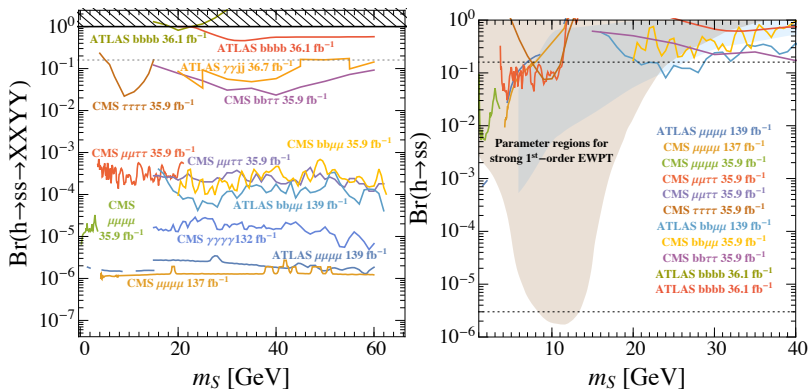 Br(h→ss→XXYY)
10⁰
10⁻¹
10⁻²
10⁻³
10⁻⁴
10⁻⁵
10⁻⁶
10⁻⁷
ATLAS bbbb 36.1 fb⁻¹
ATLAS bbbb 36.1 fb⁻¹
ATLAS γγjj 36.7 fb⁻¹
CMS ττττ 35.9 fb⁻¹
CMS bbττ 35.9 fb⁻¹
CMS bbμμ 35.9 fb⁻¹
CMS μμττ 35.9 fb⁻¹
CMS μμττ 35.9 fb⁻¹
CMS
μμμμ
35.9 fb⁻¹
ATLAS bbμμ 139 fb⁻¹
CMS γγγγ132 fb⁻¹
ATLAS μμμμ 139 fb⁻¹
CMS μμμμ 137 fb⁻¹
0 20 40 60
m_S [GeV]
Br(h→ss)
10⁰
10⁻¹
10⁻²
10⁻³
10⁻⁴
10⁻⁵
10⁻⁶
Parameter regions for
strong 1ˢᵗ−order EWPT
ATLAS μμμμ 139 fb⁻¹
CMS μμμμ 137 fb⁻¹
CMS μμμμ 35.9 fb⁻¹
CMS μμττ 35.9 fb⁻¹
CMS μμττ 35.9 fb⁻¹
CMS ττττ 35.9 fb⁻¹
ATLAS bbμμ 139 fb⁻¹
CMS bbμμ 35.9 fb⁻¹
CMS bbττ 35.9 fb⁻¹
ATLAS bbbb 36.1 fb⁻¹
ATLAS bbbb 36.1 fb⁻¹
10 20 30 40
m_S [GeV]